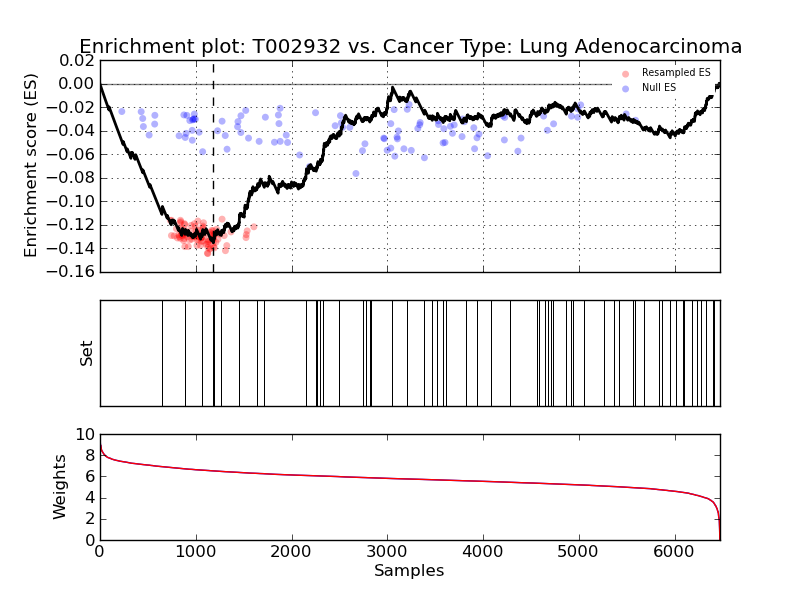 Enrichment plot: T002932 vs. Cancer Type: Lung Adenocarcinoma
0.02
0.00
−0.02
−0.04
−0.06
−0.08
−0.10
−0.12
−0.14
−0.16
Enrichment score (ES)
Resampled ES
Null ES
Set
10
8
6
4
2
0
Weights
0 1000 2000 3000 4000 5000 6000
Samples